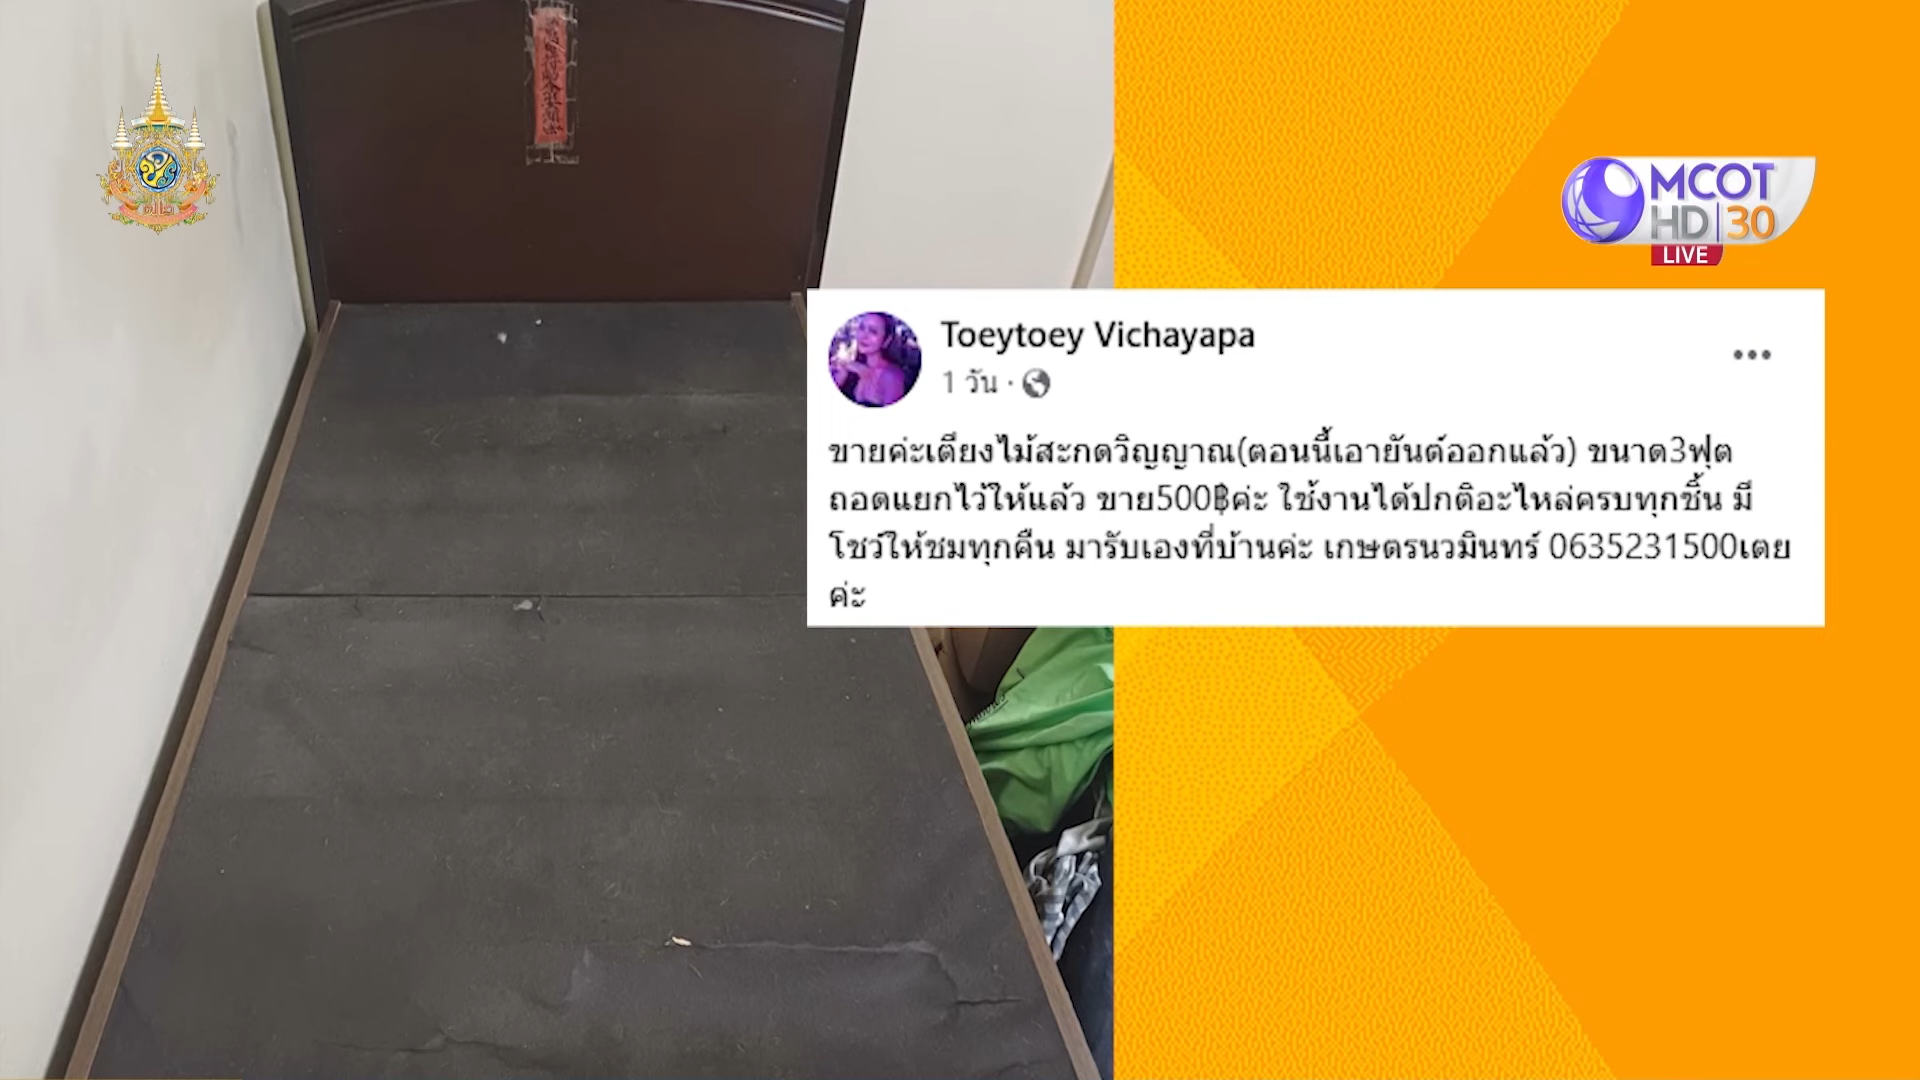 MCOT
HD 30
LIVE
Toeytoey Vichayapa
1 วัน ·
ขายค่ะเตียงไม้สะกดวิญญาณ(ตอนนี้เอายันต์ออกแล้ว) ขนาด3ฟุต
ถอดแยกไว้ให้แล้ว ขาย500฿ค่ะ ใช้งานได้ปกติอะไหล่ครบทุกชิ้น มี
โชว์ให้ชมทุกคืน มารับเองที่บ้านค่ะ เกษตรนวมินทร์ 0635231500เตย
ค่ะ